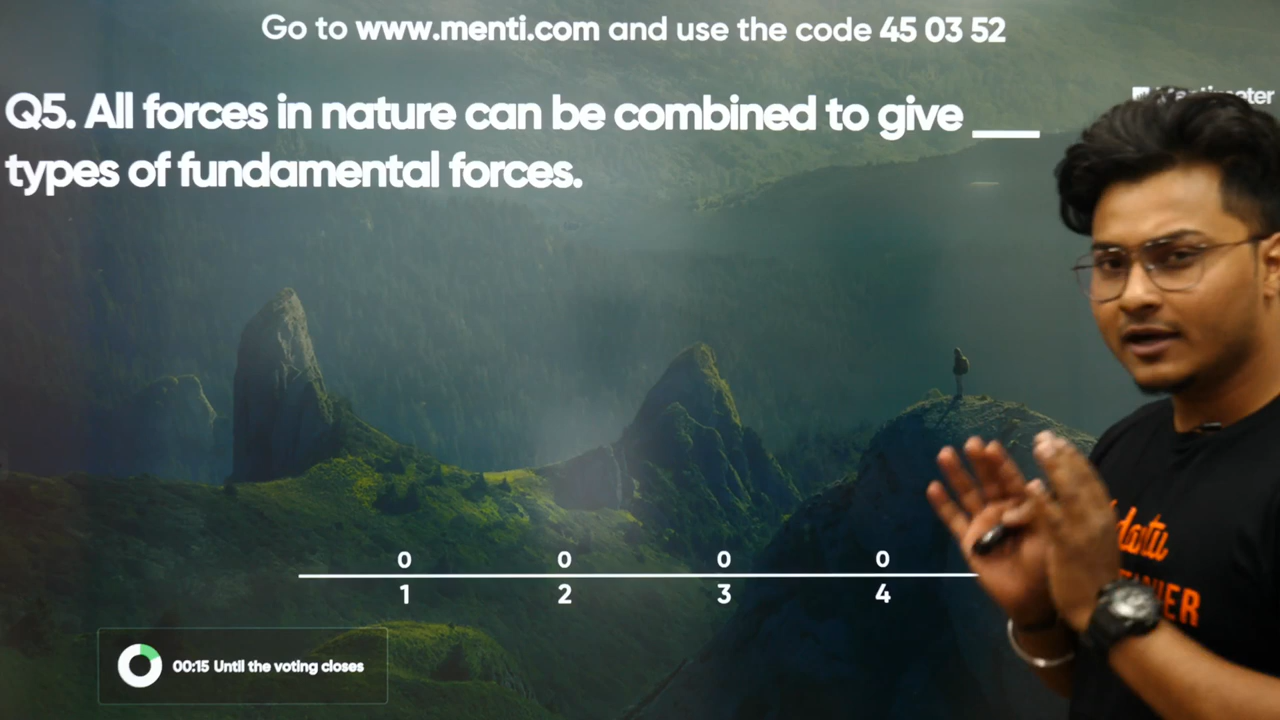 Go to www.menti.com and use the code 45 03 52
Q5. All forces in nature can be combined to give ___
types of fundamental forces.
0 0 0 0
1 2 3 4
00:15 Until the voting closes